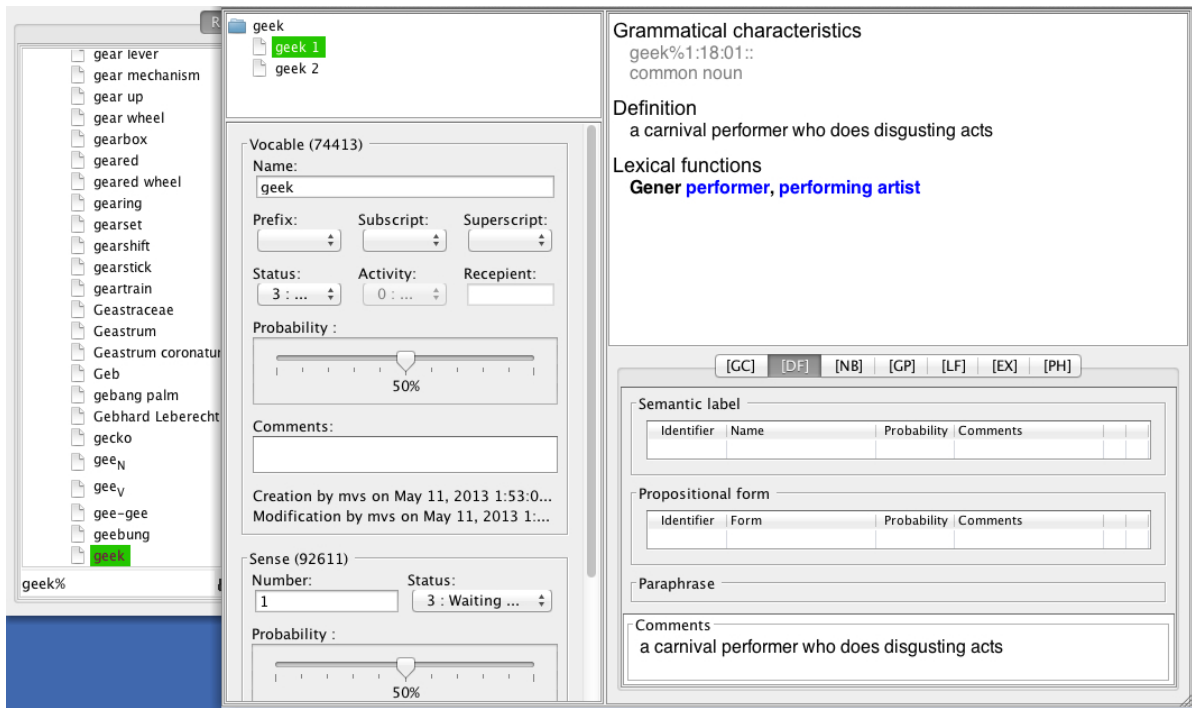 R
gear lever
gear mechanism
gear up
gear wheel
gearbox
geared
geared wheel
gearing
gearset
gearshift
gearstick
geartrain
Geastraceae
Geastrum
Geastrum coronatur
Geb
gebang palm
Gebhard Leberecht
gecko
geeN
geeV
gee-gee
geebung
geek
geek%
geek
geek 1
geek 2
Vocable (74413)
Name:
geek
Prefix: Subscript: Superscript:
Status: Activity: Recepient:
3 : ... 0 : ...
Probability :
50%
Comments:
Creation by mvs on May 11, 2013 1:53:0...
Modification by mvs on May 11, 2013 1:...
Sense (92611)
Number: Status:
1 3 : Waiting ...
Probability :
50%
Grammatical characteristics
geek%1:18:01::
common noun
Definition
a carnival performer who does disgusting acts
Lexical functions
Gener performer, performing artist
[GC] [DF] [NB] [GP] [LF] [EX] [PH]
Semantic label
Identifier Name Probability Comments
Propositional form
Identifier Form Probability Comments
Paraphrase
Comments
a carnival performer who does disgusting acts